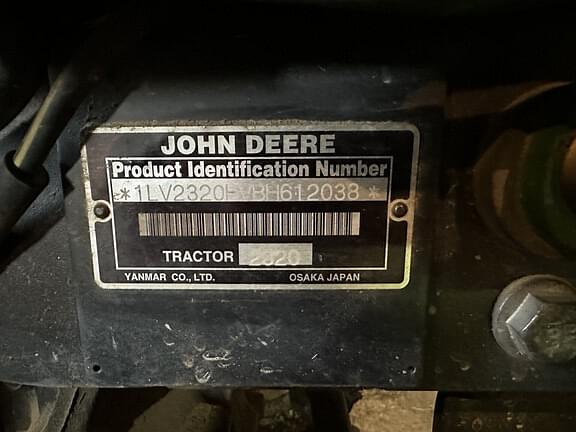 JOHN DEERE
Product Identification Number
TRACTOR 2320
YANMAR CO., LTD. OSAKA JAPAN